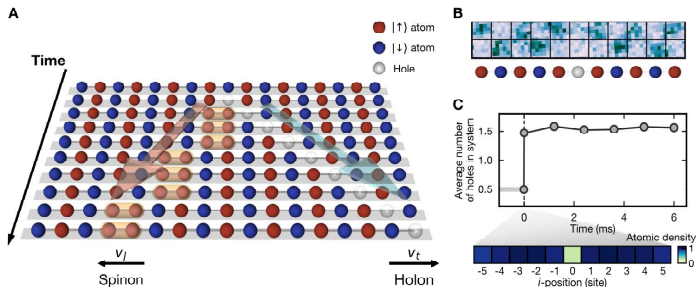 A
Time
|↑⟩ atom
|↓⟩ atom
Hole
v_l
Spinon
v_t
Holon
B
C
Average number
of holes in system
1.5
1.0
0.5
0 2 4 6
Time (ms)
Atomic density
1
0
-5 -4 -3 -2 -1 0 1 2 3 4 5
i-position (site)